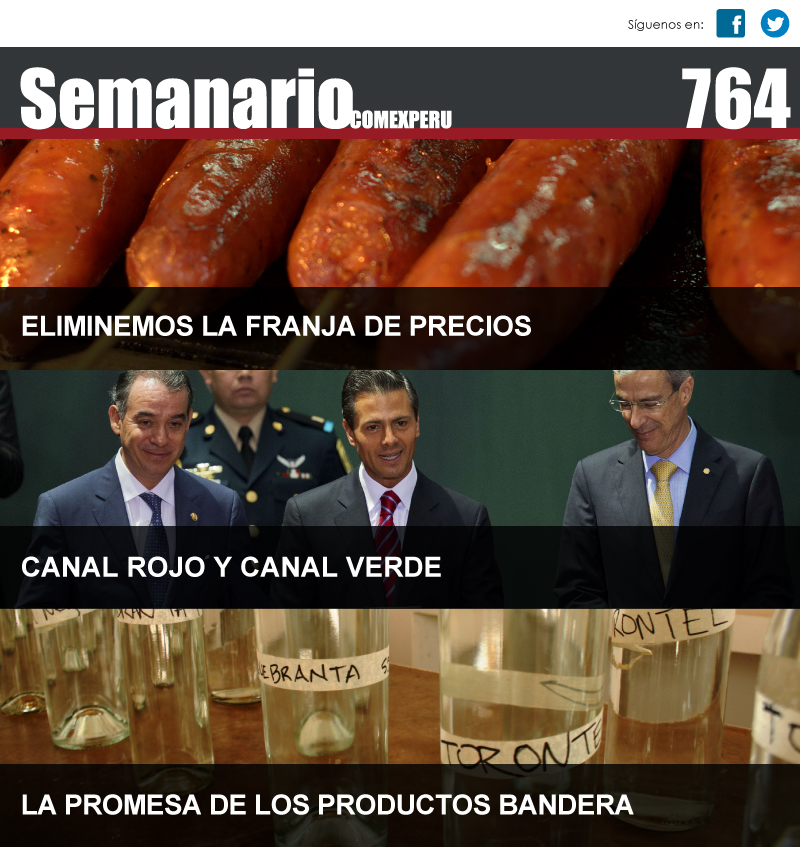 Síguenos en:
Semanario COMEXPERU 764
ELIMINEMOS LA FRANJA DE PRECIOS
CANAL ROJO Y CANAL VERDE
EBRANTA
TORONTEL
RONTEL
LA PROMESA DE LOS PRODUCTOS BANDERA